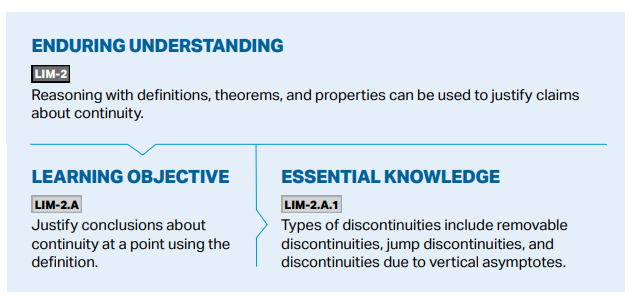 ENDURING UNDERSTANDING
LIM-2
Reasoning with definitions, theorems, and properties can be used to justify claims
about continuity.
LEARNING OBJECTIVE
LIM-2.A
Justify conclusions about
continuity at a point using the
definition.
ESSENTIAL KNOWLEDGE
LIM-2.A.1
Types of discontinuities include removable
discontinuities, jump discontinuities, and
discontinuities due to vertical asymptotes.